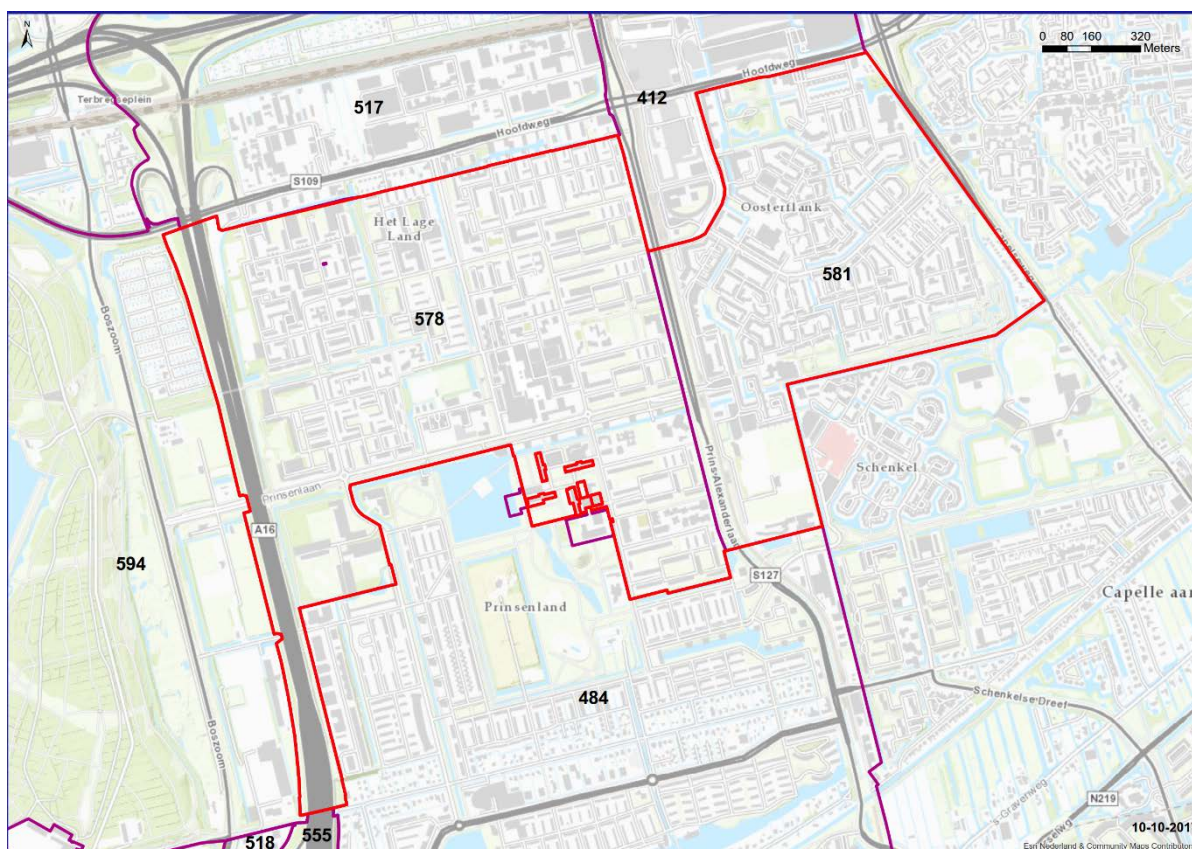 N
0 80 160 320
Meters
Terbregseplein
517
412
Hoofdweg
Hoofdweg
S109
Het Lage
Land
Oosterflank
581
Capelseweg
578
Boszoom
Prins Alexanderlaan
Schenkel
Prinsenlaan
A16
594
S127
Prinsenland
Capelle aan
484
Schenkelse Dreef
Boszoom
s-Gravenweg
N219
518
555
10-10-2017
Esri Nederland & Community Maps Contributors